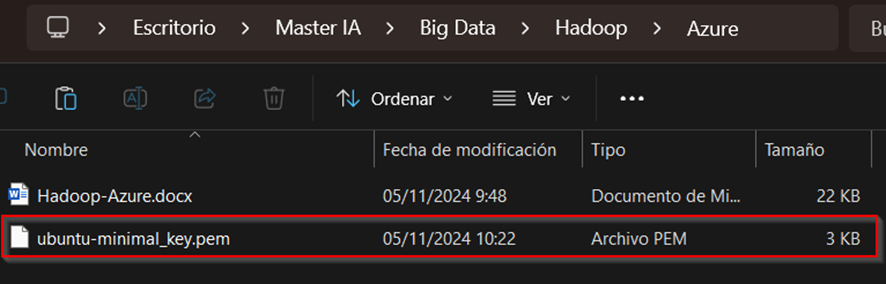 Escritorio > Master IA > Big Data > Hadoop > Azure
Ordenar Ver
Nombre Fecha de modificación Tipo Tamaño
Hadoop-Azure.docx 05/11/2024 9:48 Documento de Mi... 22 KB
ubuntu-minimal_key.pem 05/11/2024 10:22 Archivo PEM 3 KB